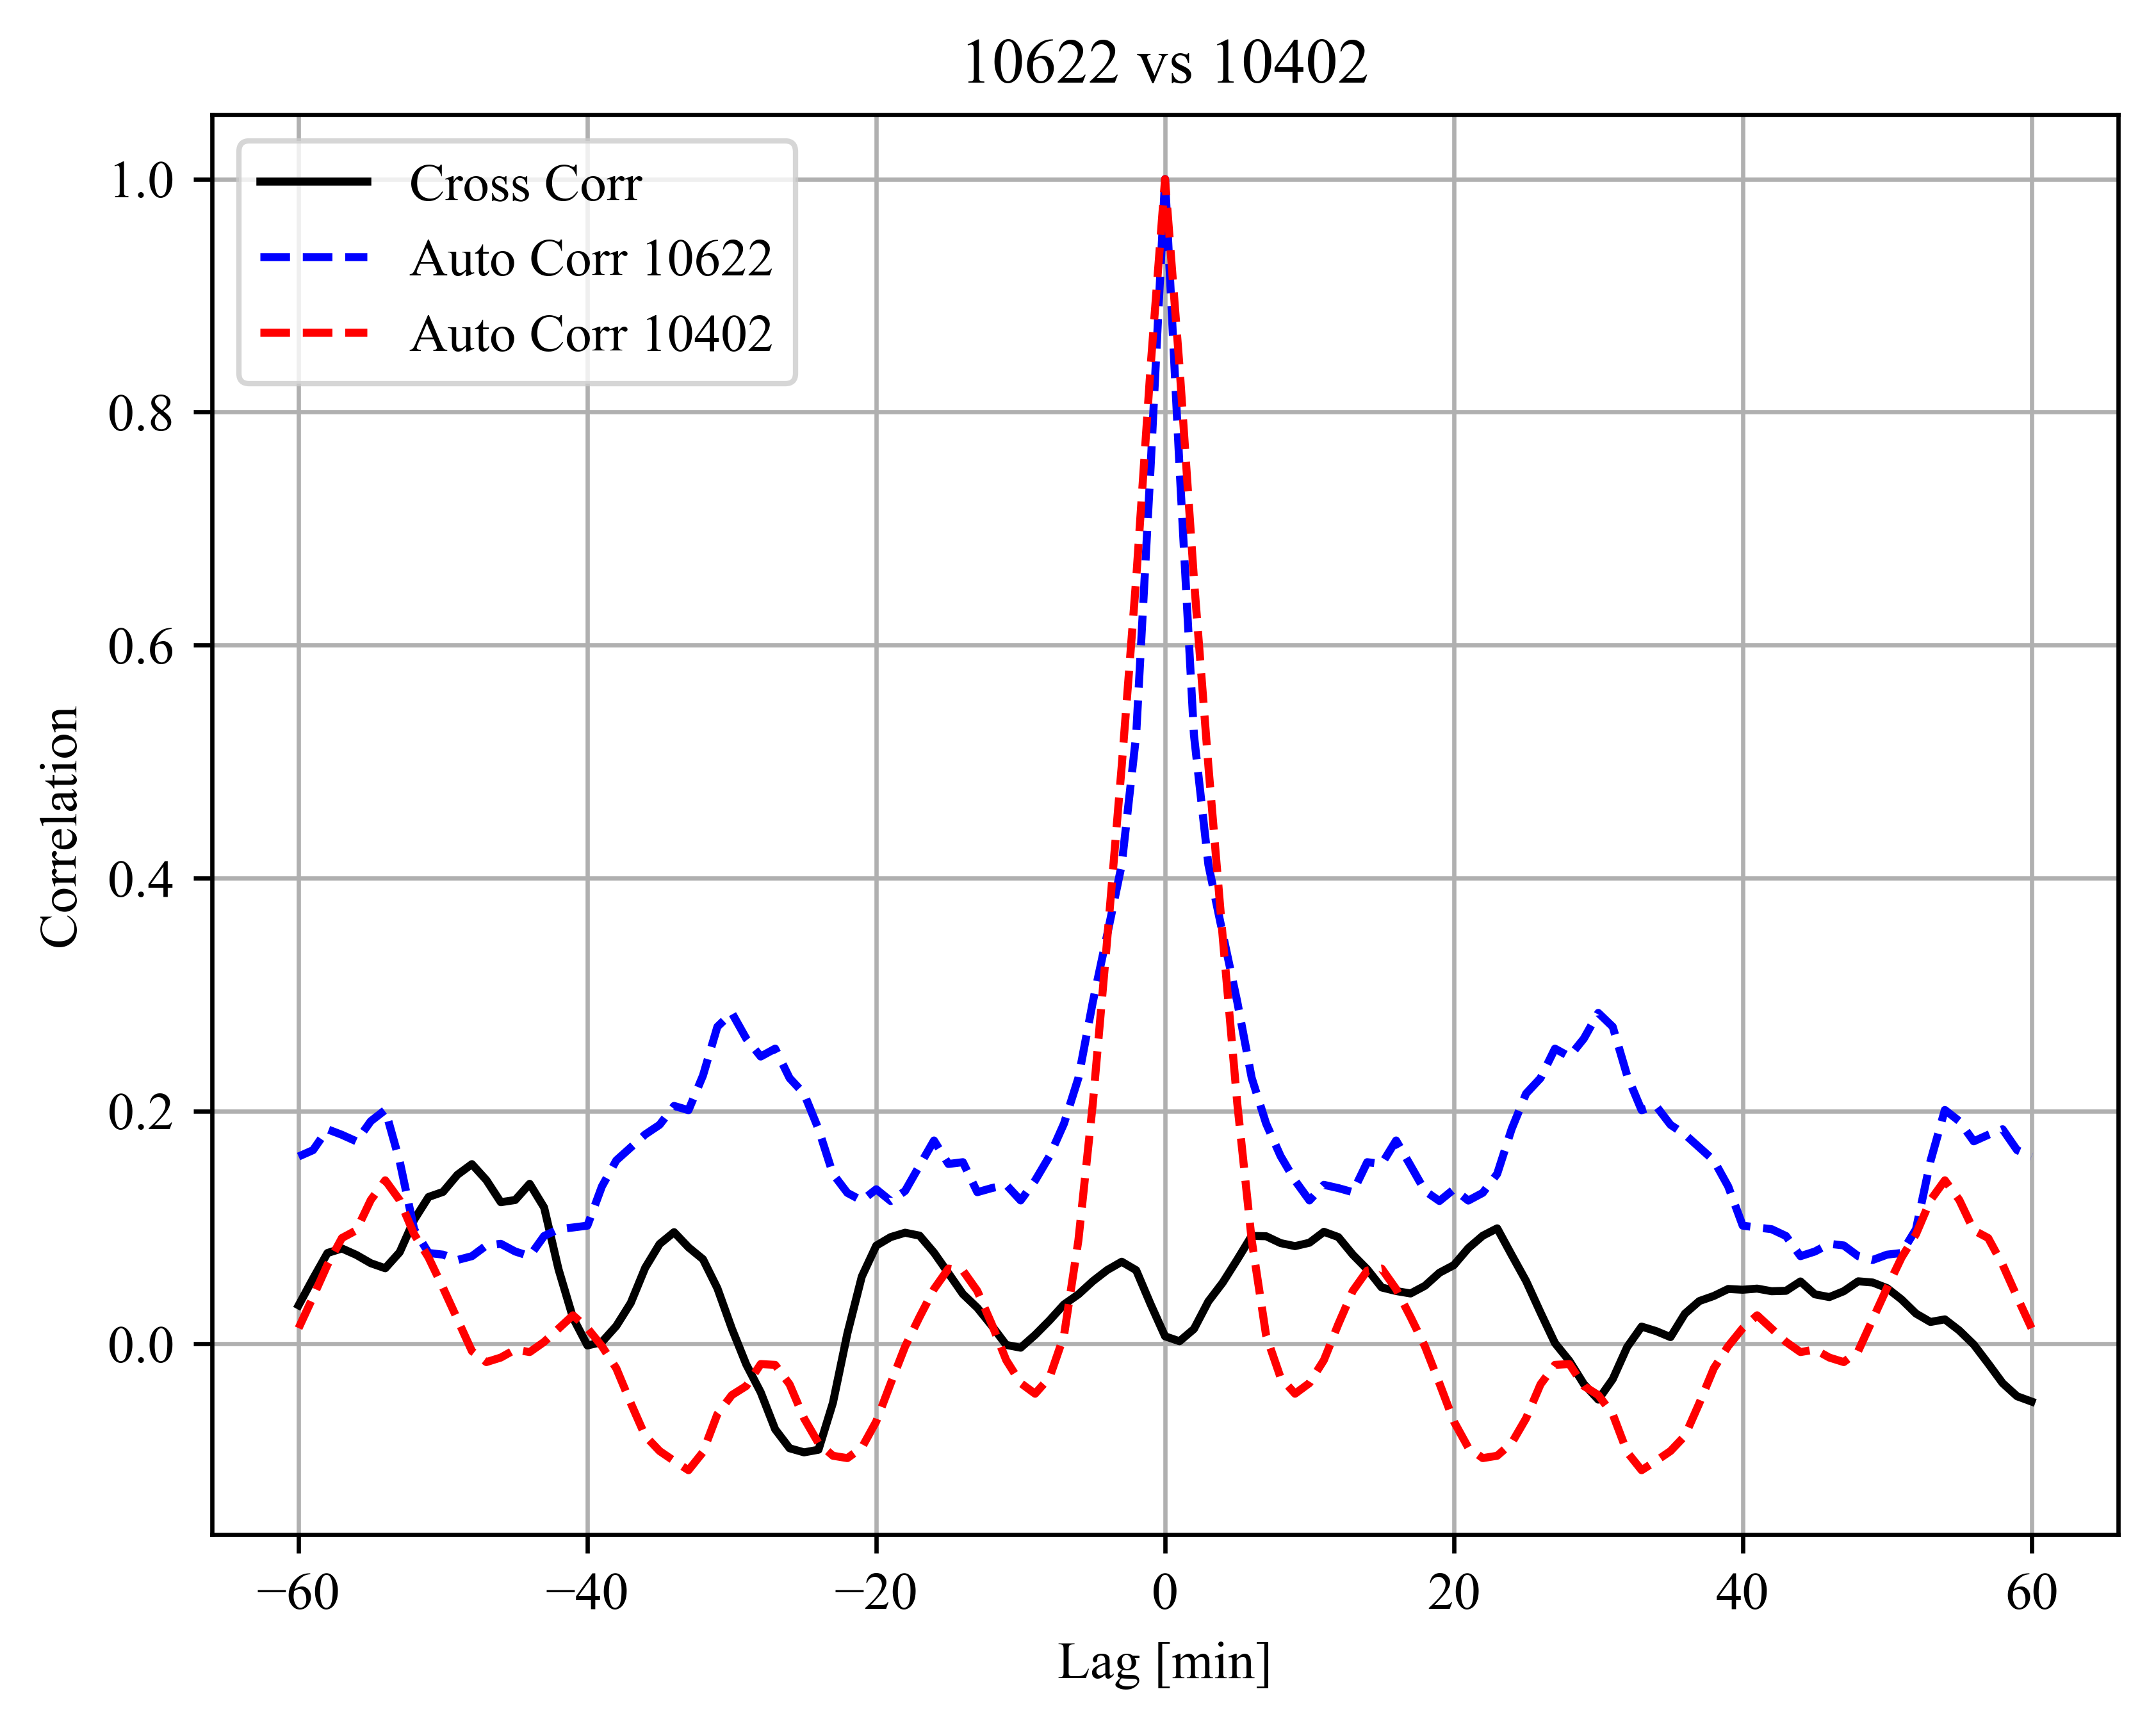 10622 vs 10402
Cross Corr
Auto Corr 10622
Auto Corr 10402
1.0
0.8
0.6
0.4
0.2
0.0
Correlation
−60
−40
−20
0
20
40
60
Lag [min]